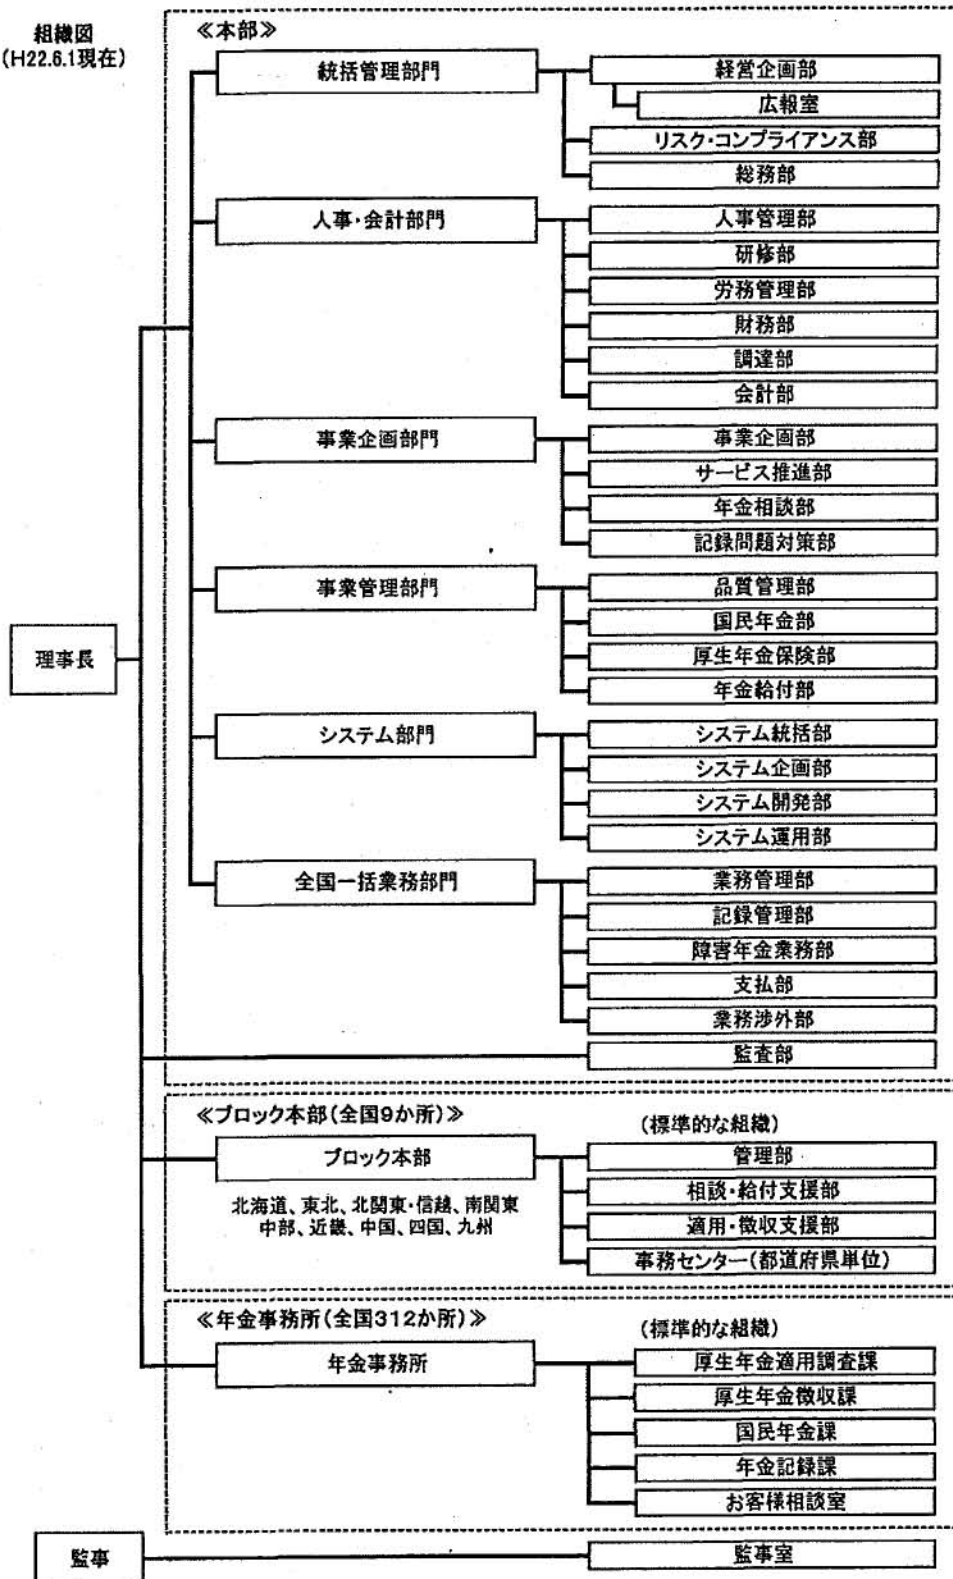 組織図
(H22.6.1現在)
≪本部≫
統括管理部門
経営企画部
広報室
リスク・コンプライアンス部
総務部
人事・会計部門
人事管理部
研修部
労務管理部
財務部
調達部
会計部
事業企画部門
事業企画部
サービス推進部
年金相談部
記録問題対策部
事業管理部門
品質管理部
国民年金部
厚生年金保険部
年金給付部
理事長
システム部門
システム統括部
システム企画部
システム開発部
システム運用部
全国一括業務部門
業務管理部
記録管理部
障害年金業務部
支払部
業務渉外部
監査部
≪ブロック本部(全国9か所)≫
(標準的な組織)
ブロック本部
管理部
北海道、東北、北関東・信越、南関東
中部、近畿、中国、四国、九州
相談・給付支援部
適用・徴収支援部
事務センター(都道府県単位)
≪年金事務所(全国312か所)≫
(標準的な組織)
年金事務所
厚生年金適用調査課
厚生年金徴収課
国民年金課
年金記録課
お客様相談室
監事
監事室